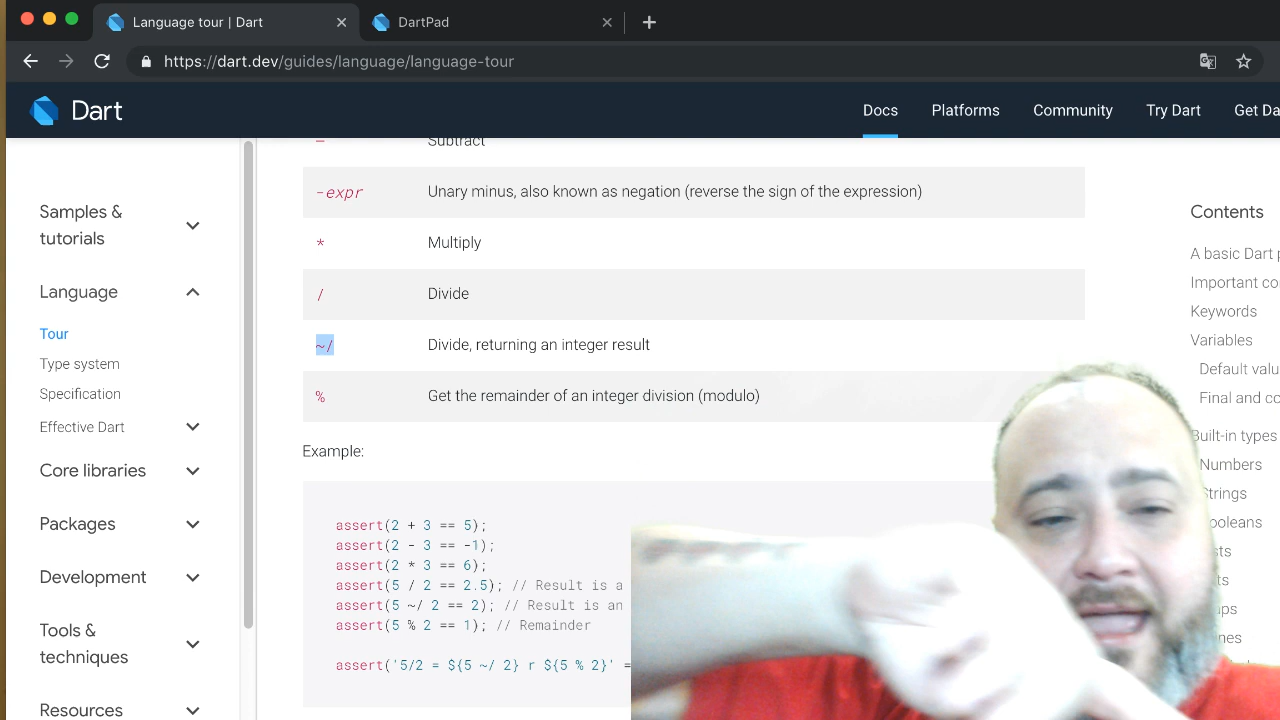 Language tour | Dart
DartPad
https://dart.dev/guides/language/language-tour
Dart
Docs
Platforms
Community
Try Dart
Get Da
Samples &
tutorials
Language
Tour
Type system
Specification
Effective Dart
Core libraries
Packages
Development
Tools &
techniques
Resources
- Subtract
-expr Unary minus, also known as negation (reverse the sign of the expression)
* Multiply
/ Divide
~/ Divide, returning an integer result
% Get the remainder of an integer division (modulo)
Example:
assert(2 + 3 == 5);
assert(2 - 3 == -1);
assert(2 * 3 == 6);
assert(5 / 2 == 2.5); // Result is a
assert(5 ~/ 2 == 2); // Result is an
assert(5 % 2 == 1); // Remainder
assert('5/2 = ${5 ~/ 2} r ${5 % 2}' =
Contents
A basic Dart p
Important co
Keywords
Variables
Default valu
Final and co
Built-in types
Numbers
Strings